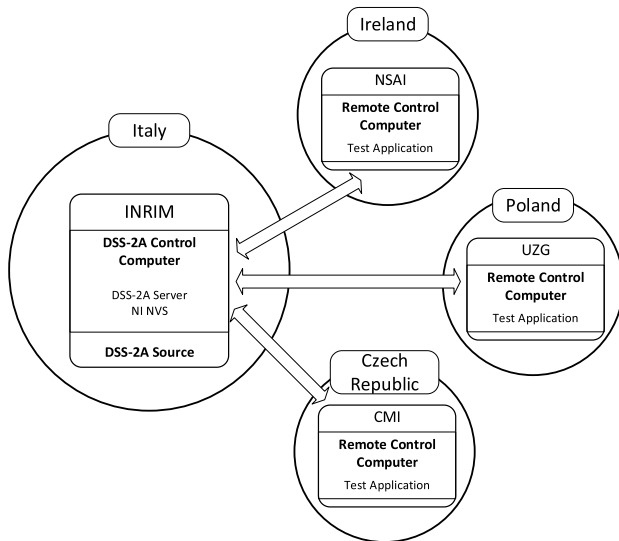 Ireland
NSAI
Remote Control
Computer
Test Application
Italy
INRIM
DSS-2A Control
Computer
DSS-2A Server
NI NVS
DSS-2A Source
Poland
UZG
Remote Control
Computer
Test Application
Czech
Republic
CMI
Remote Control
Computer
Test Application